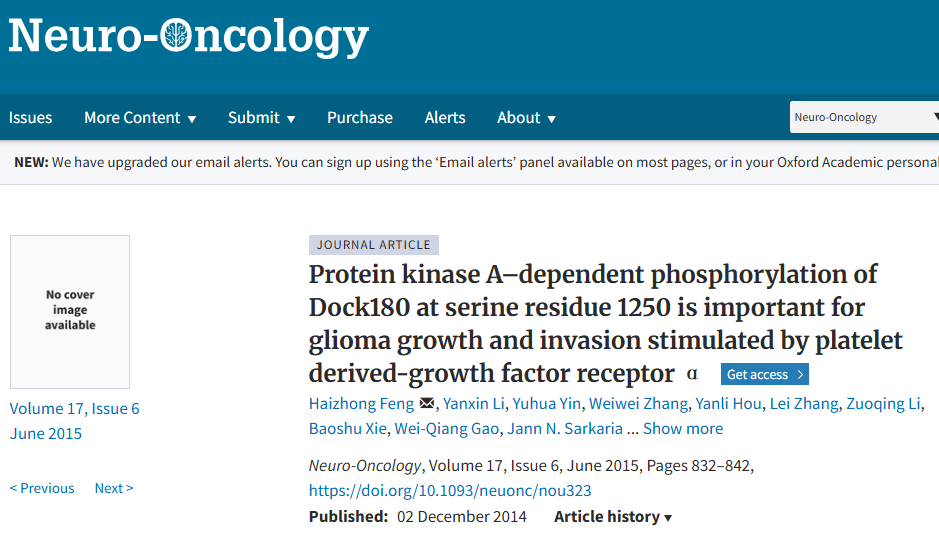 Neuro-Oncology
Issues More Content ▼ Submit ▼ Purchase Alerts About ▼ Neuro-Oncology ▼
NEW: We have upgraded our email alerts. You can sign up using the ‘Email alerts’ panel available on most pages, or in your Oxford Academic
No cover
image
available
Volume 17, Issue 6
June 2015
< Previous Next >
JOURNAL ARTICLE
Protein kinase A–dependent phosphorylation of
Dock180 at serine residue 1250 is important for
glioma growth and invasion stimulated by platelet
derived-growth factor receptor α Get access >
Haizhong Feng ✉, Yanxin Li, Yuhua Yin, Weiwei Zhang, Yanli Hou, Lei Zhang, Zuoqing Li,
Baoshu Xie, Wei-Qiang Gao, Jann N. Sarkaria ... Show more
Neuro-Oncology, Volume 17, Issue 6, June 2015, Pages 832–842,
https://doi.org/10.1093/neuonc/nou323
Published: 02 December 2014 Article history ▼